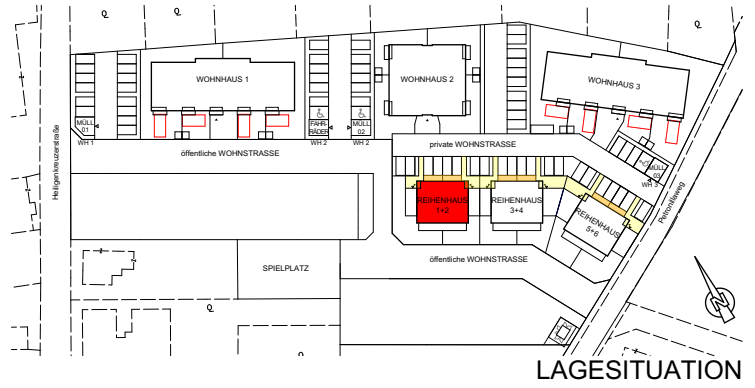 WOHNHAUS 1
WOHNHAUS 2
WOHNHAUS 3
MÜLL
01
WH 1
FAHR-
RÄDER
WH 2
MÜLL
02
WH 2
MÜLL
03
WH 3
Heiligenkreuzerstraße
öffentliche WOHNSTRASSE
private WOHNSTRASSE
Petronillaweg
REIHENHAUS
1+2
REIHENHAUS
3+4
REIHENHAUS
5+6
öffentliche WOHNSTRASSE
SPIELPLATZ
N
LAGESITUATION